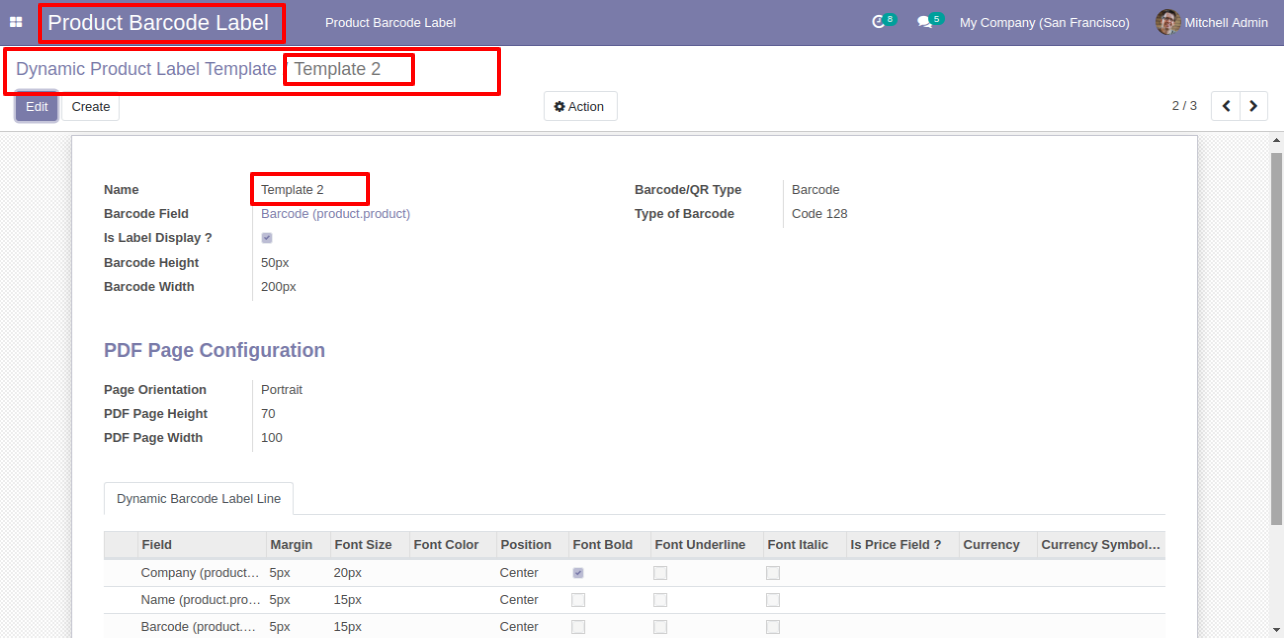 Product Barcode Label Product Barcode Label 8 5 My Company (San Francisco) Mitchell Admin
Dynamic Product Label Template / Template 2
Edit Create Action 2 / 3
Name Template 2 Barcode/QR Type Barcode
Barcode Field Barcode (product.product) Type of Barcode Code 128
Is Label Display ?
Barcode Height 50px
Barcode Width 200px
PDF Page Configuration
Page Orientation Portrait
PDF Page Height 70
PDF Page Width 100
Dynamic Barcode Label Line
Field Margin Font Size Font Color Position Font Bold Font Underline Font Italic Is Price Field ? Currency Currency Symbol…
Company (product… 5px 20px Center
Name (product.pro… 5px 15px Center
Barcode (product.… 5px 15px Center